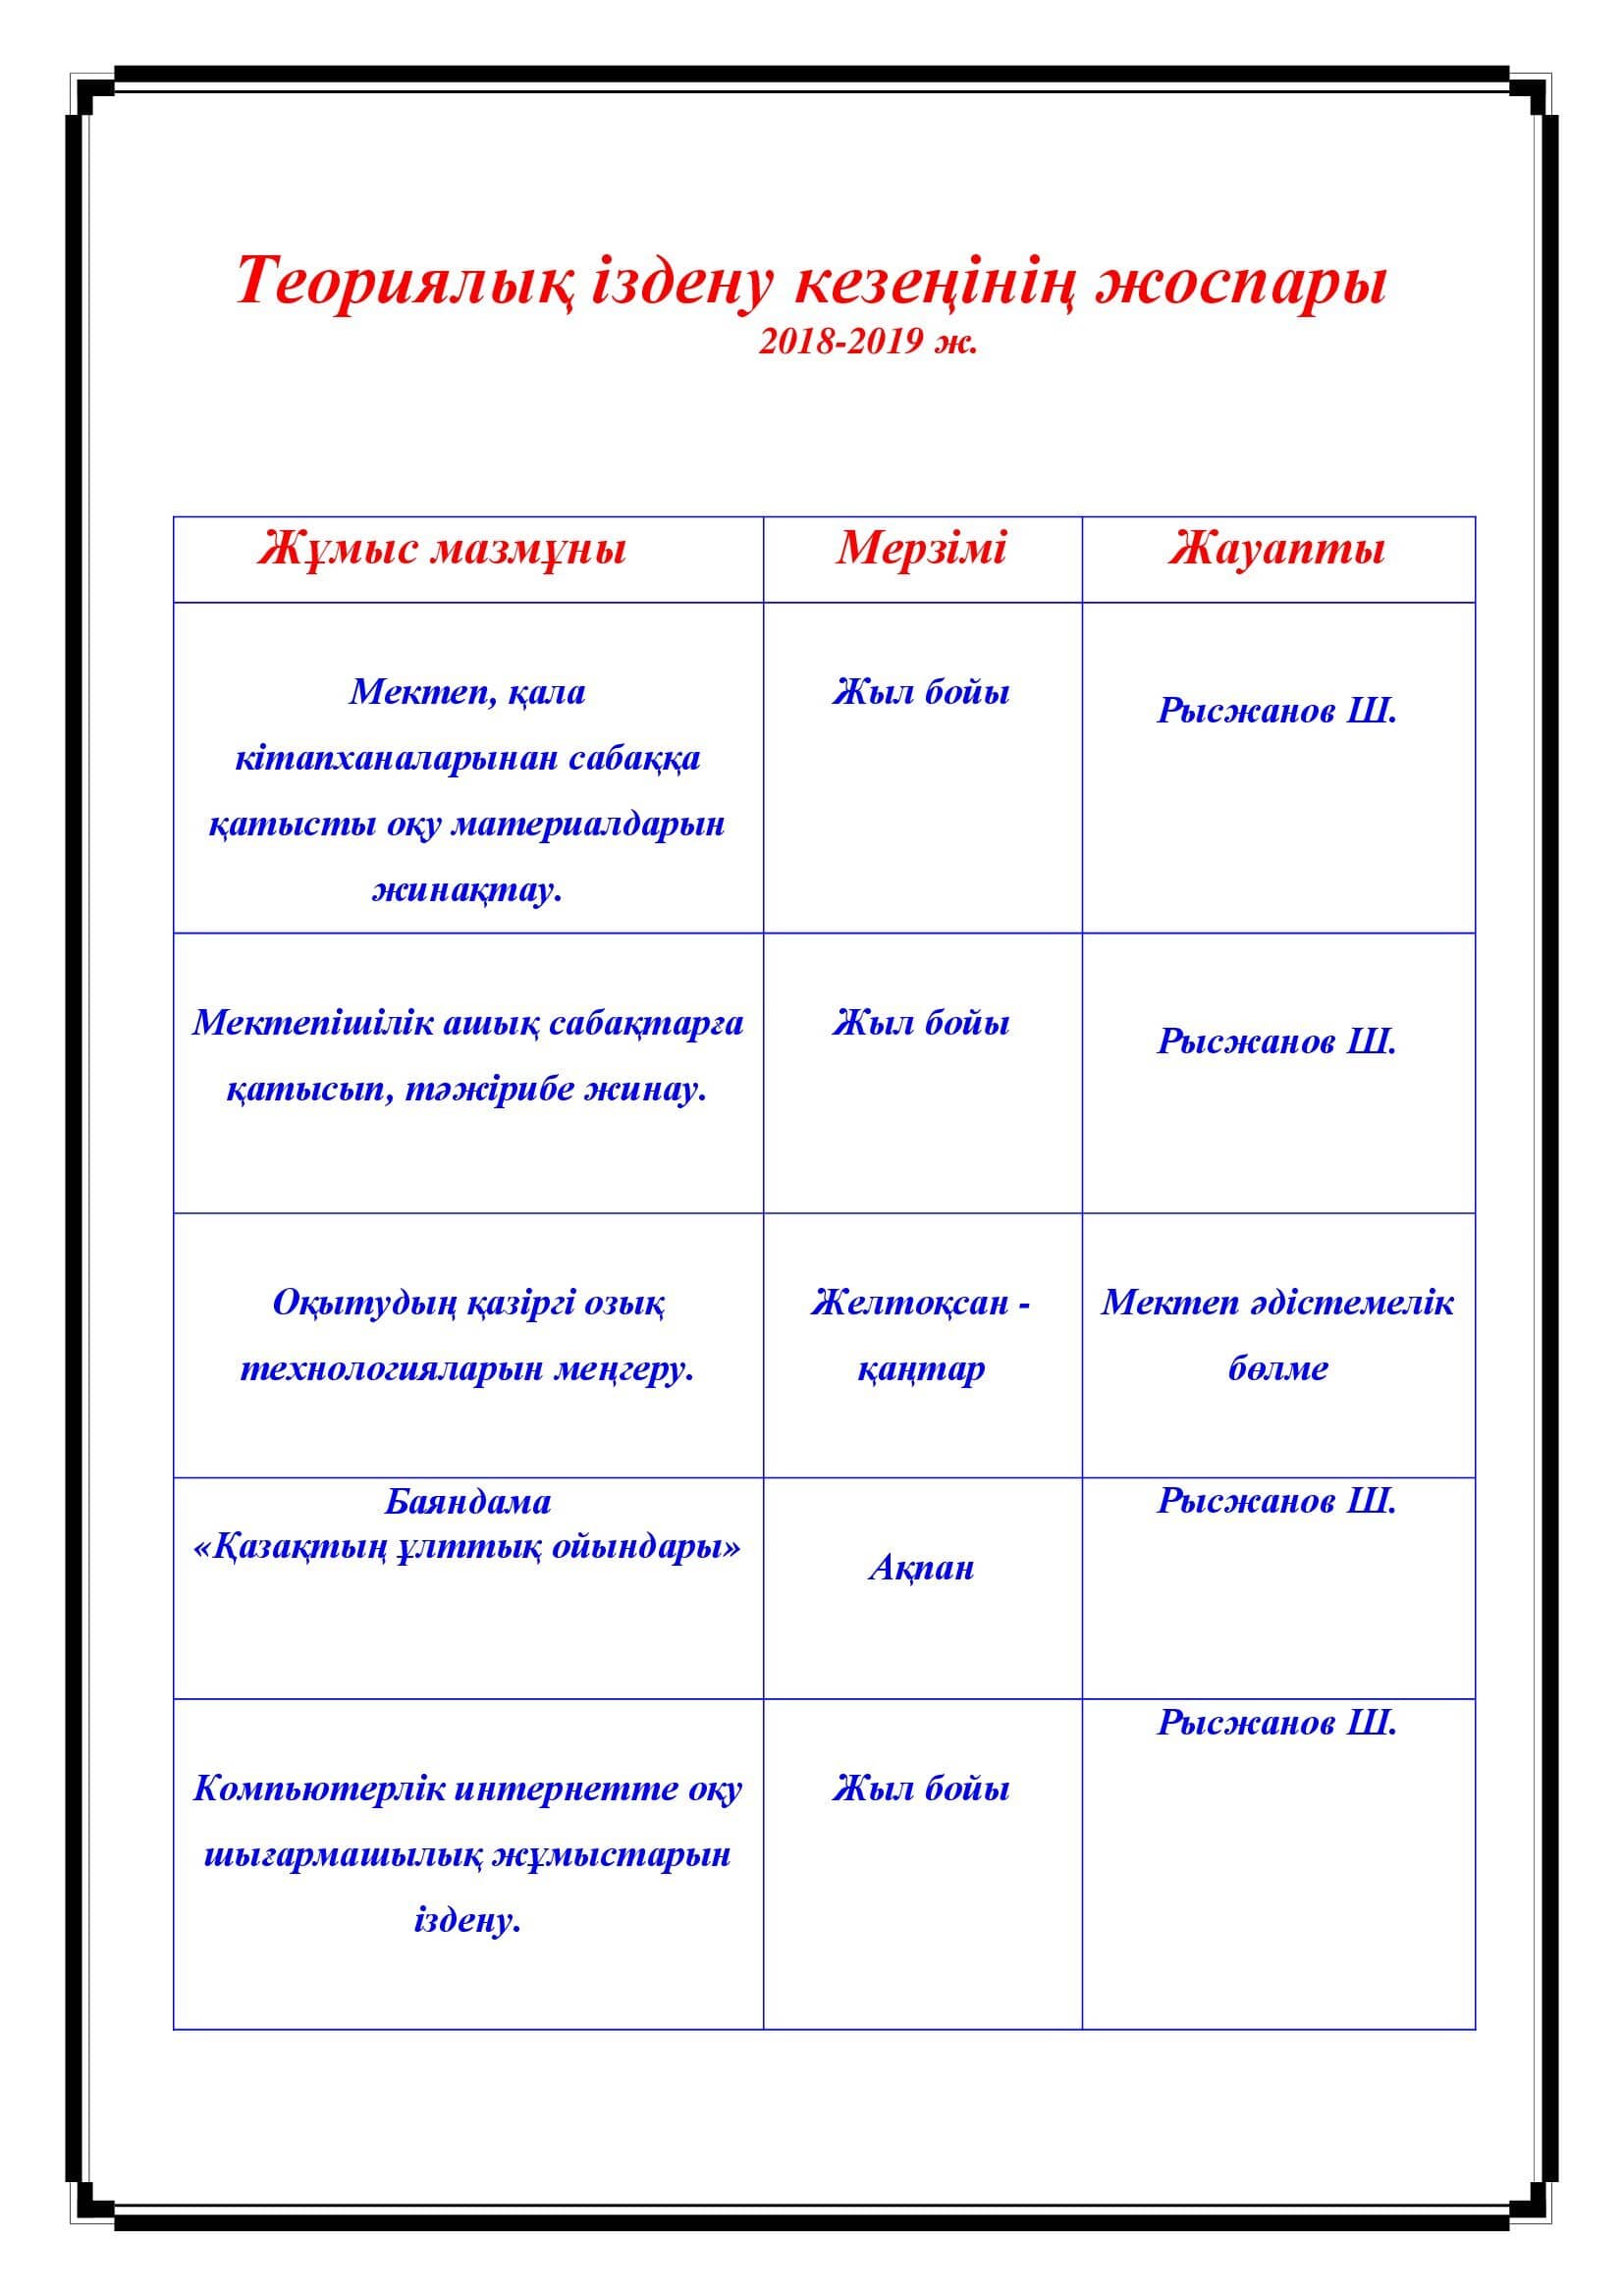 Теориялық іздену кезеңінің жоспары
2018-2019 ж.
Жұмыс мазмұны
Мерзімі
Жауапты
Мектеп, қала
кітапханаларынан сабаққа
қатысты оқу материалдарын
жинақтау.
Жыл бойы
Рысжанов Ш.
Мектепішілік ашық сабақтарға
қатысып, тәжірибе жинау.
Жыл бойы
Рысжанов Ш.
Оқытудың қазіргі озық
технологияларын меңгеру.
Желтоқсан -
қаңтар
Мектеп әдістемелік
бөлме
Баяндама
«Қазақтың ұлттық ойындары»
Ақпан
Рысжанов Ш.
Компьютерлік интернетте оқу
шығармашылық жұмыстарын
іздену.
Жыл бойы
Рысжанов Ш.